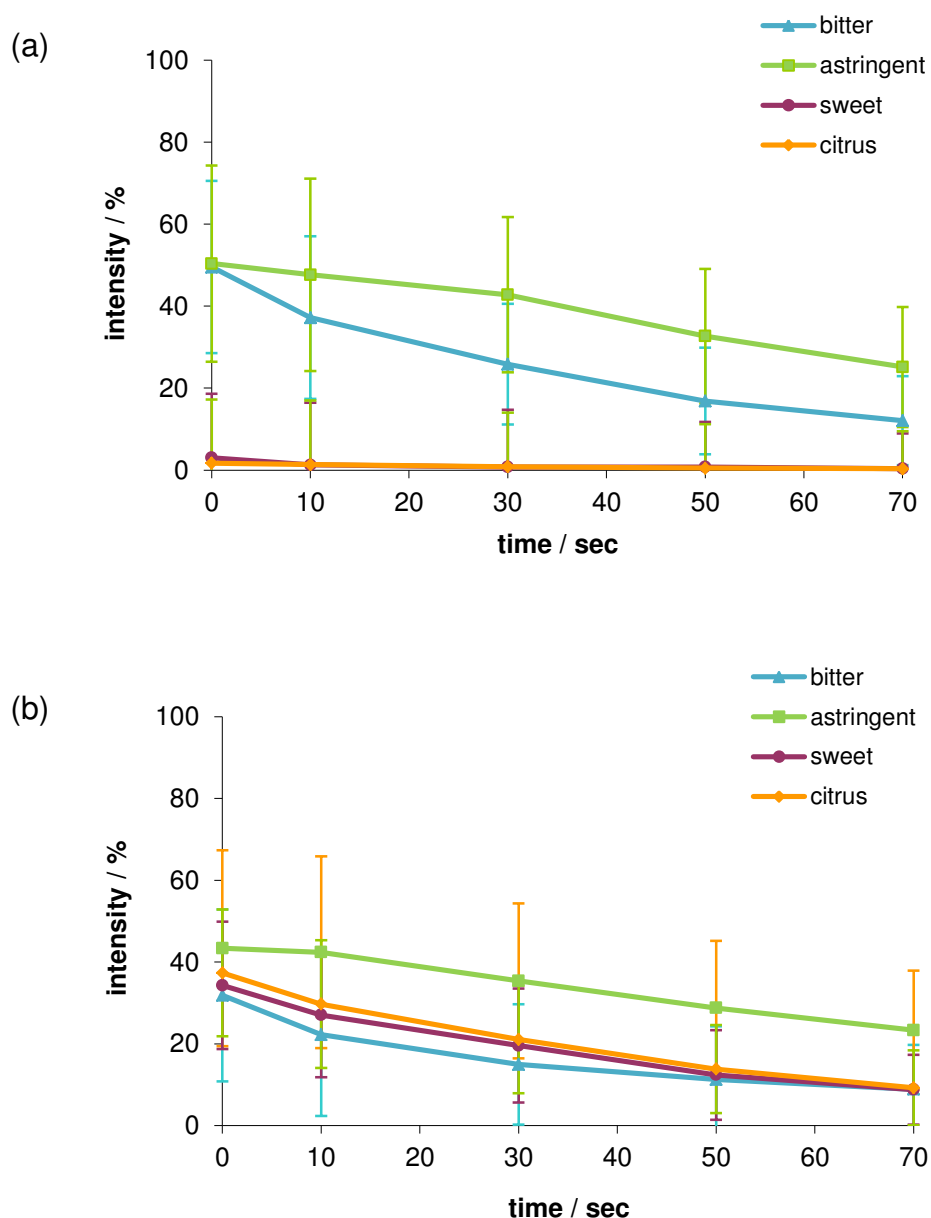 (a)
bitter
astringent
sweet
citrus
100
80
60
40
20
0
intensity / %
0 10 20 30 40 50 60 70
time / sec
(b)
bitter
astringent
sweet
citrus
100
80
60
40
20
0
intensity / %
0 10 20 30 40 50 60 70
time / sec